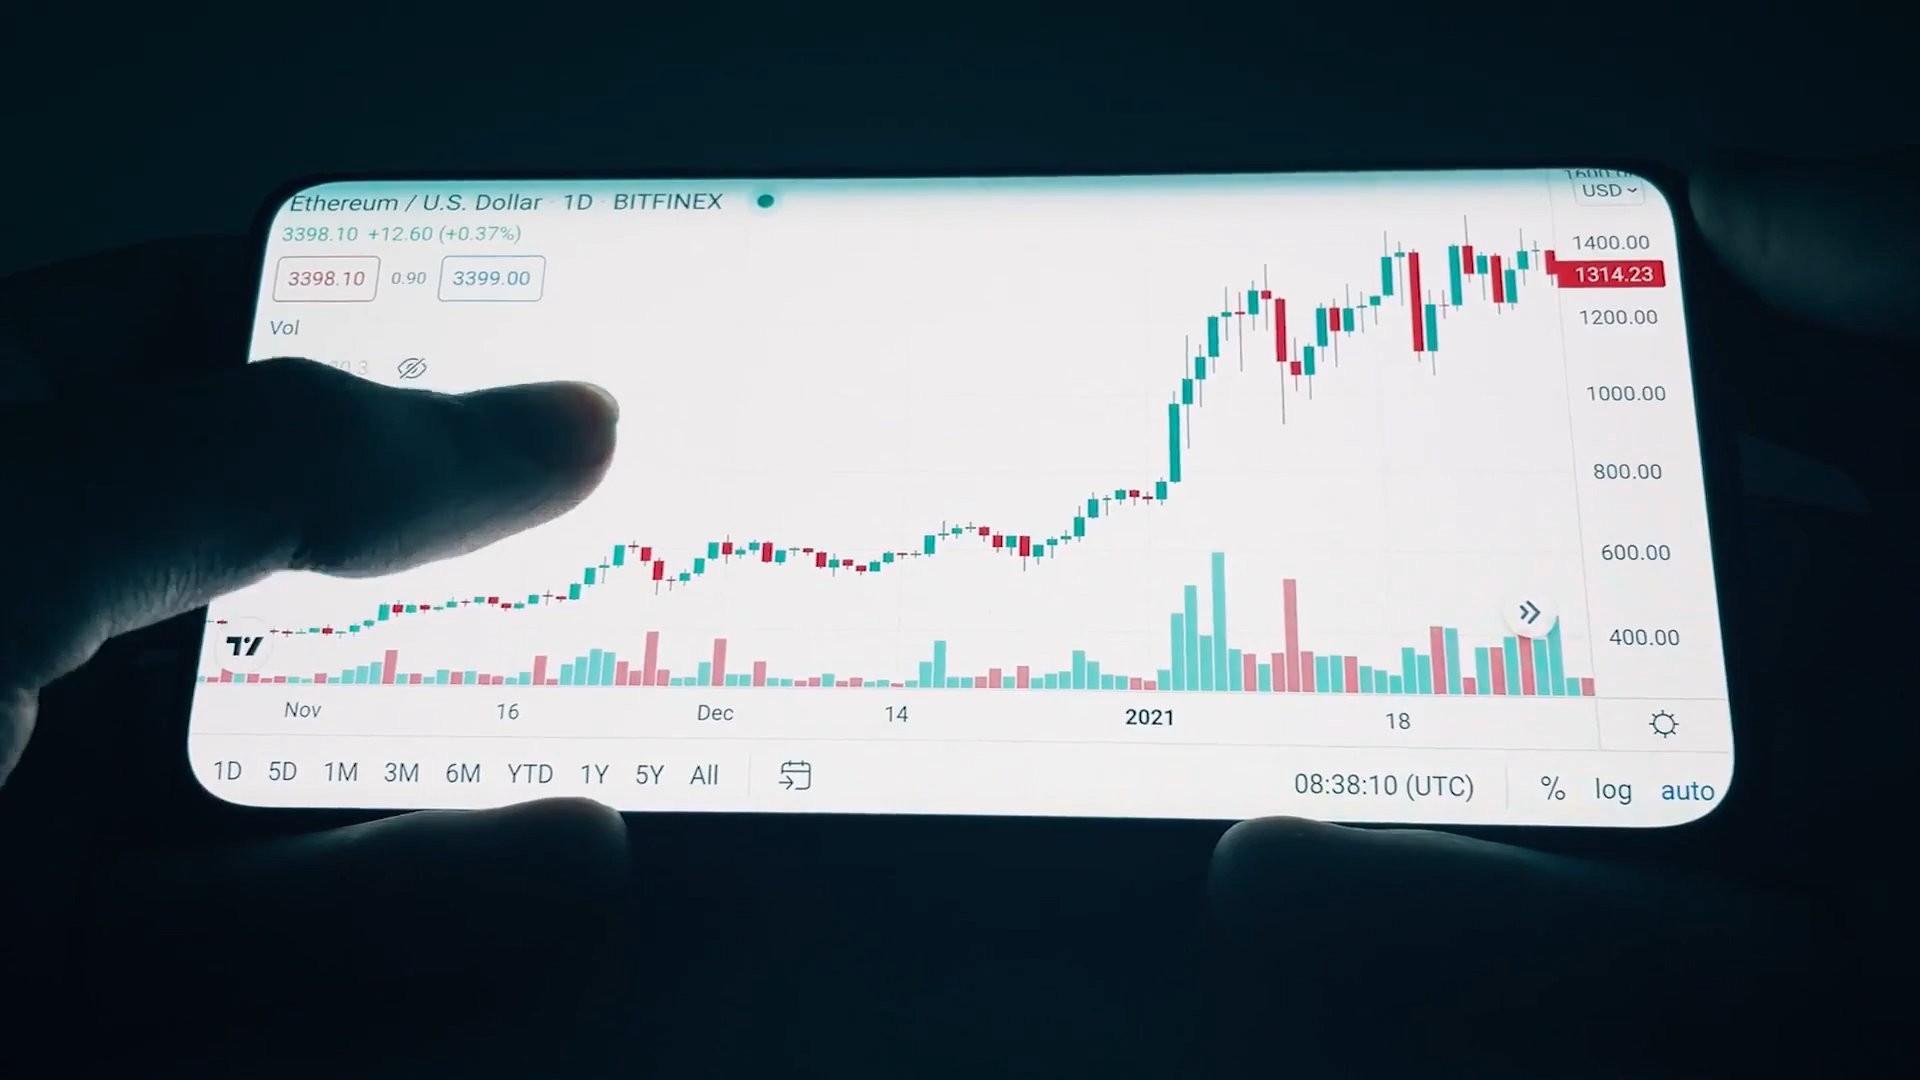 Ethereum / U.S. Dollar · 1D · BITFINEX
USD
3398.10 +12.60 (+0.37%)
3398.10 0.90 3399.00
Vol
1400.00
1314.23
1200.00
1000.00
800.00
600.00
400.00
Nov 16 Dec 14 2021 18
1D 5D 1M 3M 6M YTD 1Y 5Y All
08:38:10 (UTC) % log auto